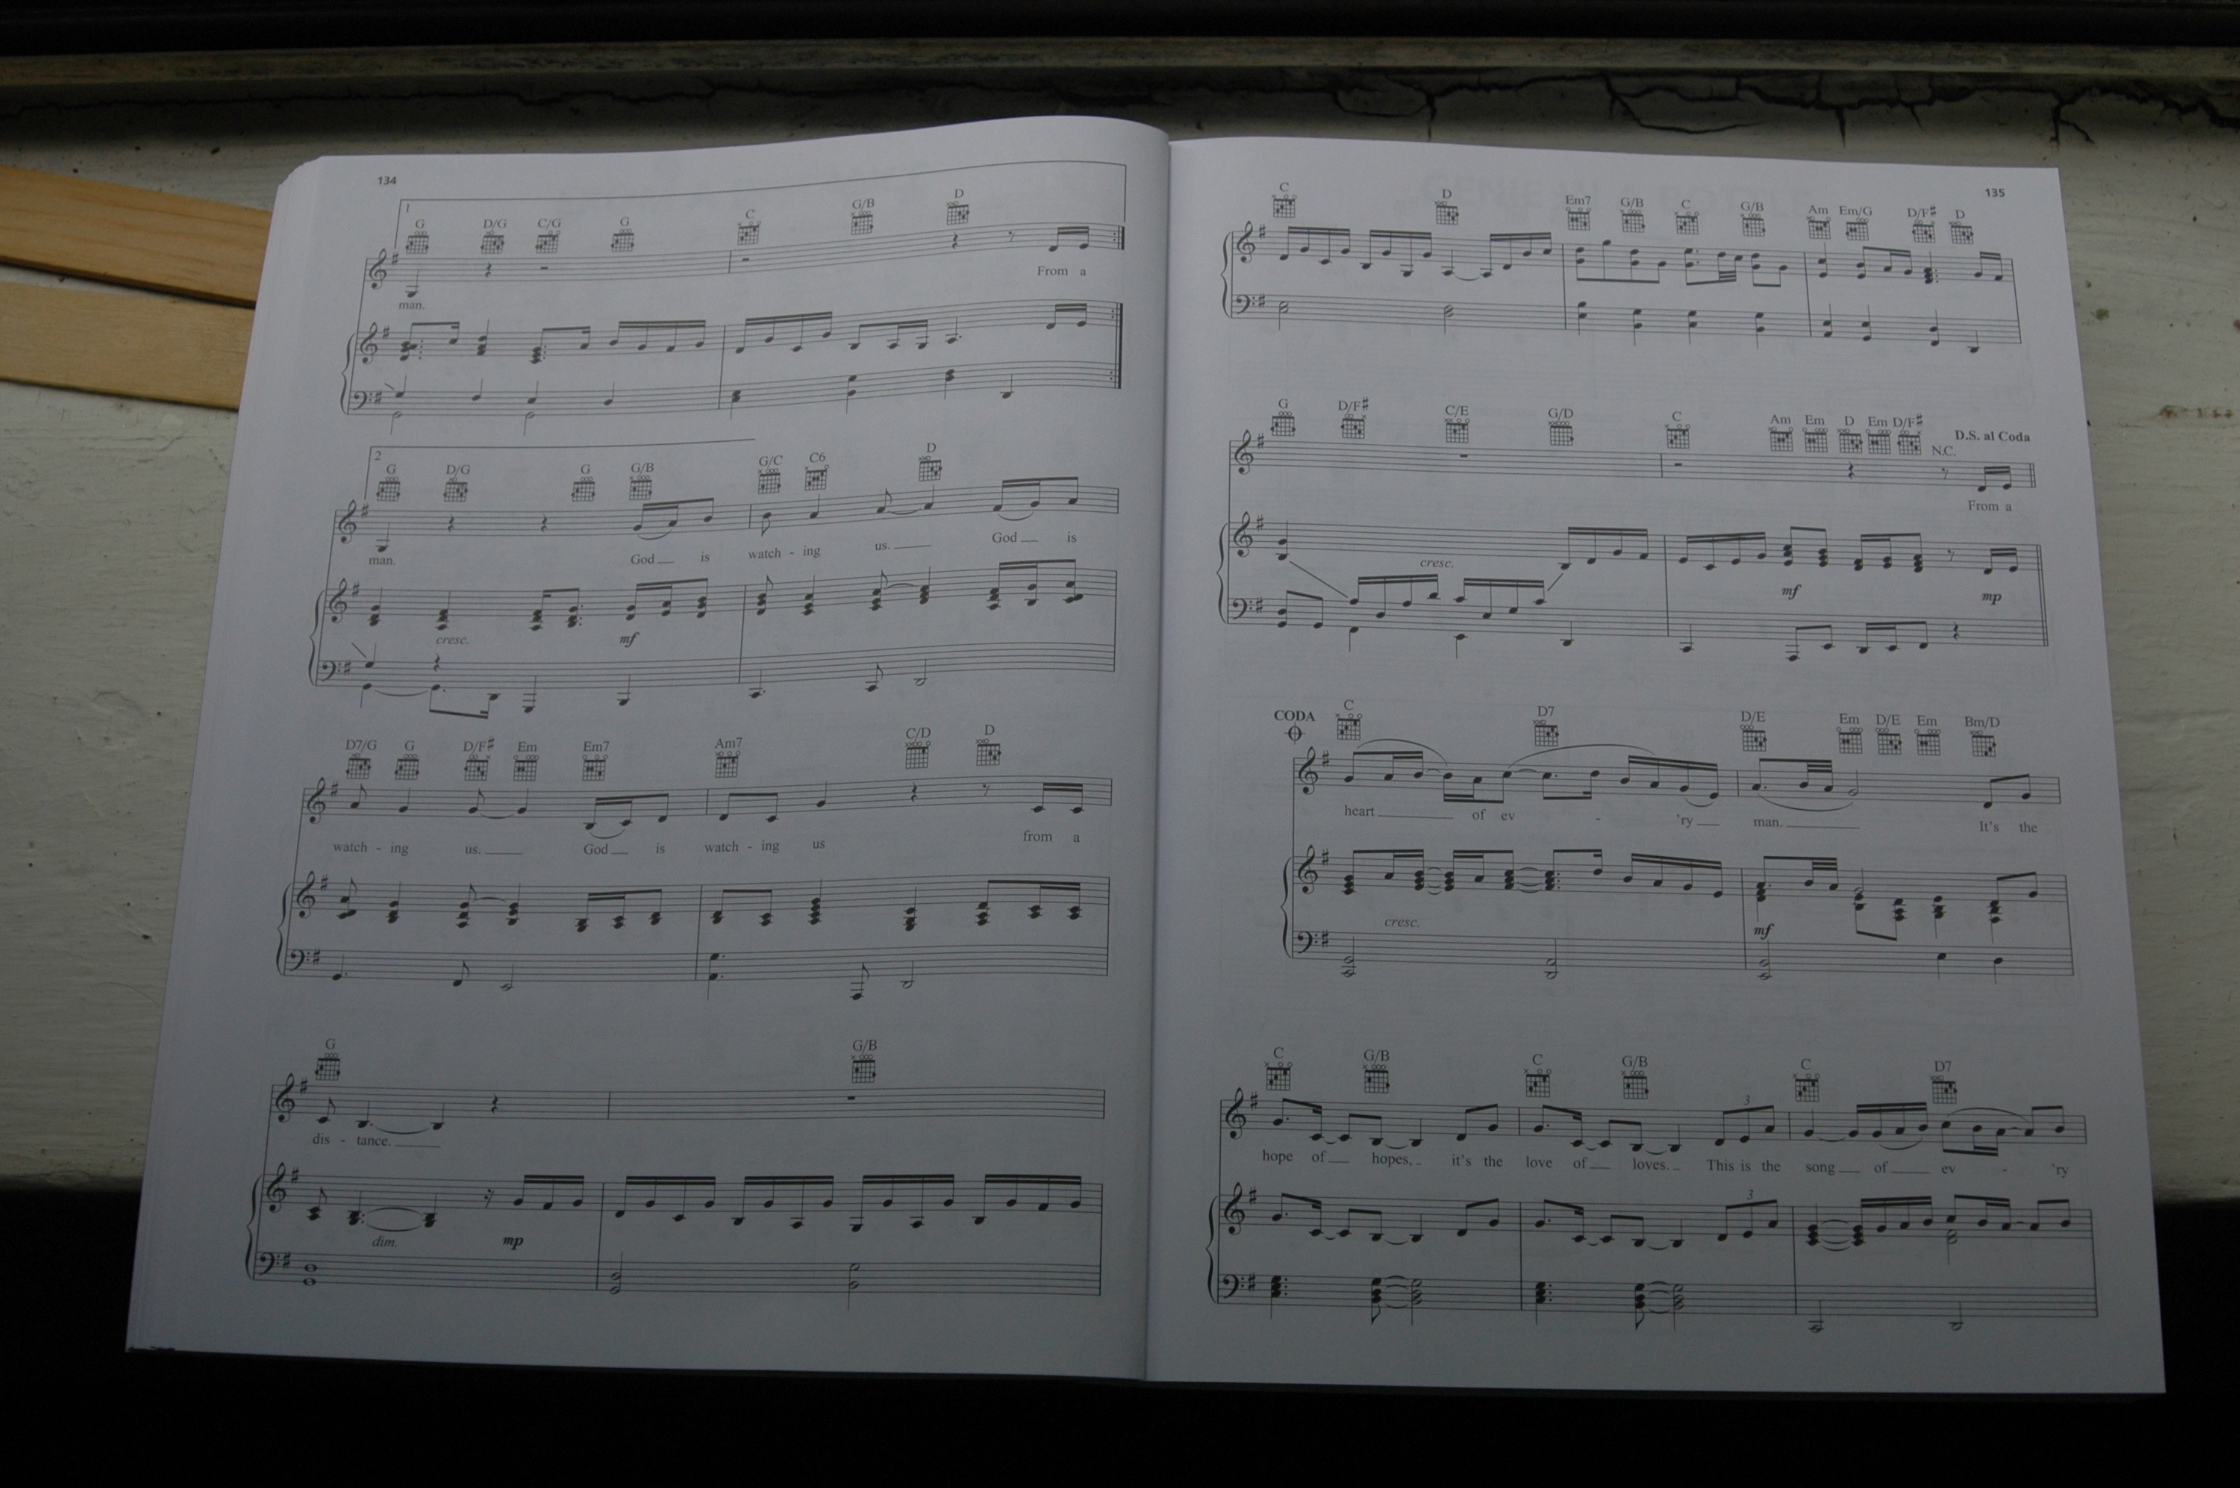 134
1
G D/G C/G G C G/B D
man. From a
2
G D/G G G/B G/C C6 D
man. God is watch - ing us. God is
cresc. mf
D7/G G D/F# Em Em7 Am7 C/D D
watch - ing us. God is watch - ing us from a
G G/B
dis - tance.
dim. mp
135
C D Em7 G/B C G/B Am Em/G D/F# D
G D/F# C/E G/D C Am Em D Em D/F# N.C.
D.S. al Coda
From a
cresc. mf mp
CODA
C D7 D/E Em D/E Em Bm/D
heart of ev - 'ry man. It's the
cresc. mf
C G/B C G/B C D7
3
hope of hopes, it's the love of loves. This is the song of ev - 'ry
3